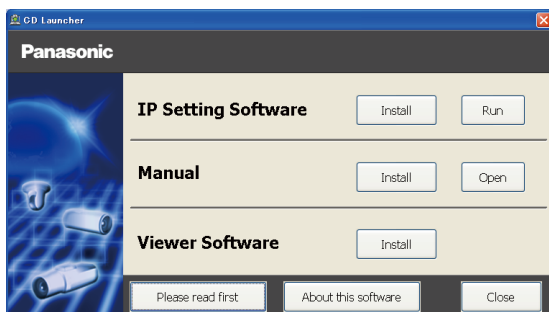 CD Launcher
Panasonic
IP Setting Software Install Run
Manual Install Open
Viewer Software Install
Please read first About this software Close